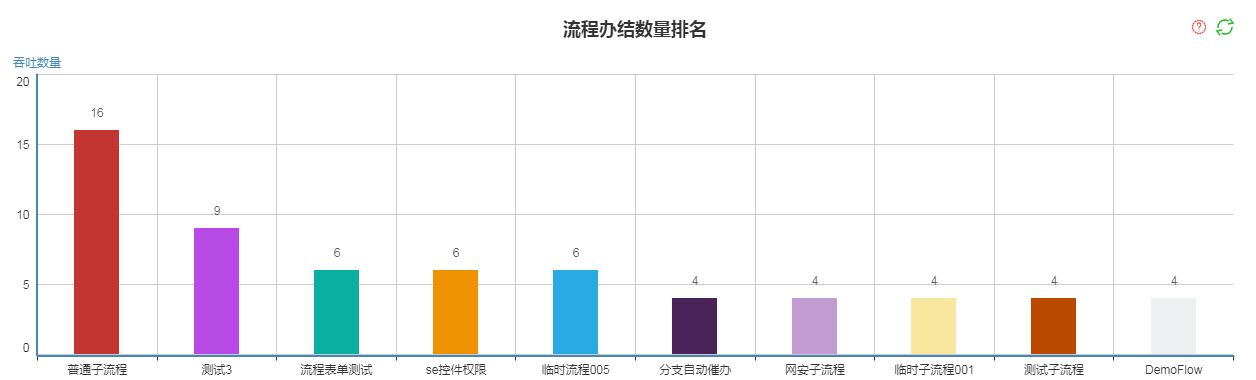 流程办结数量排名
吞吐数量
20
15
10
5
0
16
9
6
6
6
4
4
4
4
4
普通子流程
测试3
流程表单测试
se控件权限
临时流程005
分支自动催办
网安子流程
临时子流程001
测试子流程
DemoFlow